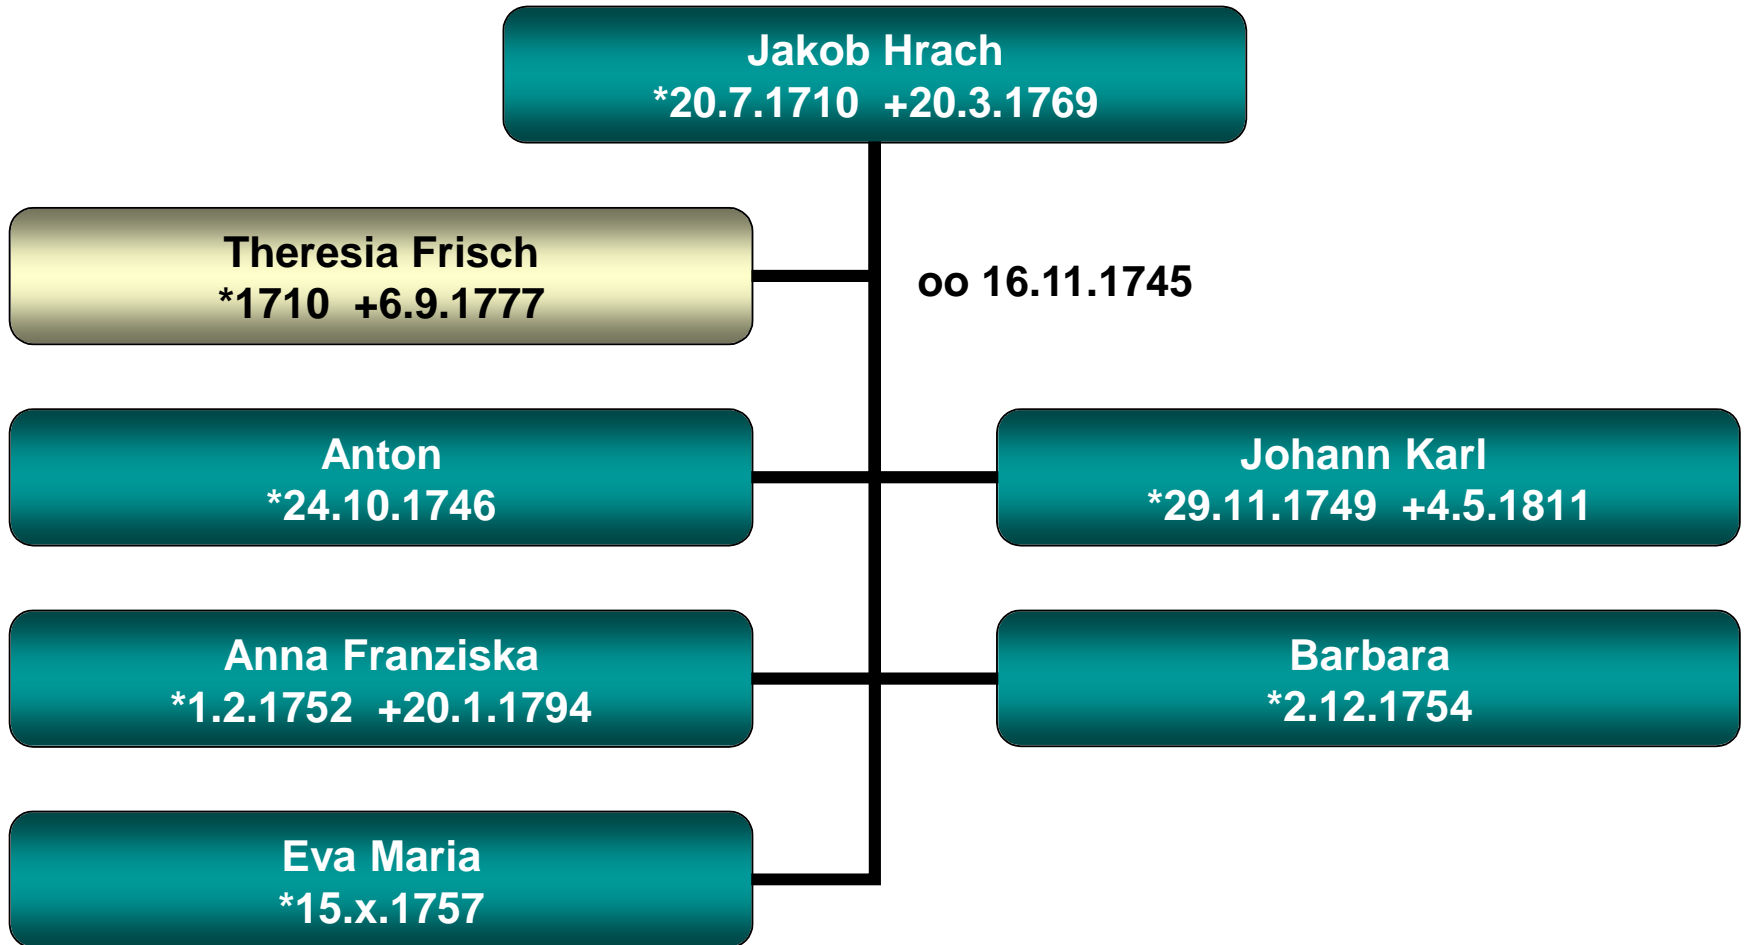 Jakob Hrach
*20.7.1710 +20.3.1769
Theresia Frisch
*1710 +6.9.1777
oo 16.11.1745
Anton
*24.10.1746
Johann Karl
*29.11.1749 +4.5.1811
Anna Franziska
*1.2.1752 +20.1.1794
Barbara
*2.12.1754
Eva Maria
*15.x.1757